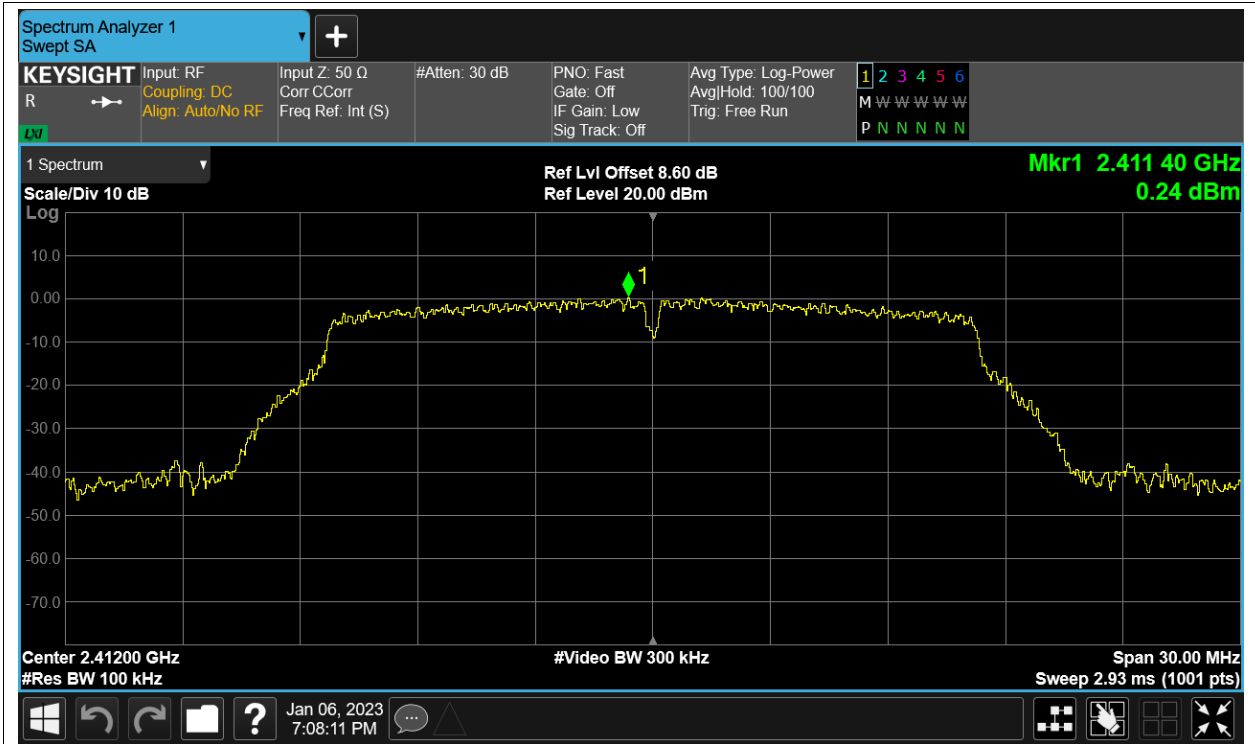 Spectrum Analyzer 1
Swept SA
KEYSIGHT
R
LXI
Input: RF
Coupling: DC
Align: Auto/No RF
Input Z: 50 Ω
Corr CCorr
Freq Ref: Int (S)
#Atten: 30 dB
PNO: Fast
Gate: Off
IF Gain: Low
Sig Track: Off
Avg Type: Log-Power
Avg|Hold: 100/100
Trig: Free Run
1 2 3 4 5 6
M W W W W W
P N N N N N
1 Spectrum
Scale/Div 10 dB
Log
Ref Lvl Offset 8.60 dB
Ref Level 20.00 dBm
Mkr1 2.411 40 GHz
0.24 dBm
10.0
0.00
-10.0
-20.0
-30.0
-40.0
-50.0
-60.0
-70.0
1
Center 2.41200 GHz
#Res BW 100 kHz
#Video BW 300 kHz
Span 30.00 MHz
Sweep 2.93 ms (1001 pts)
?
Jan 06, 2023
7:08:11 PM